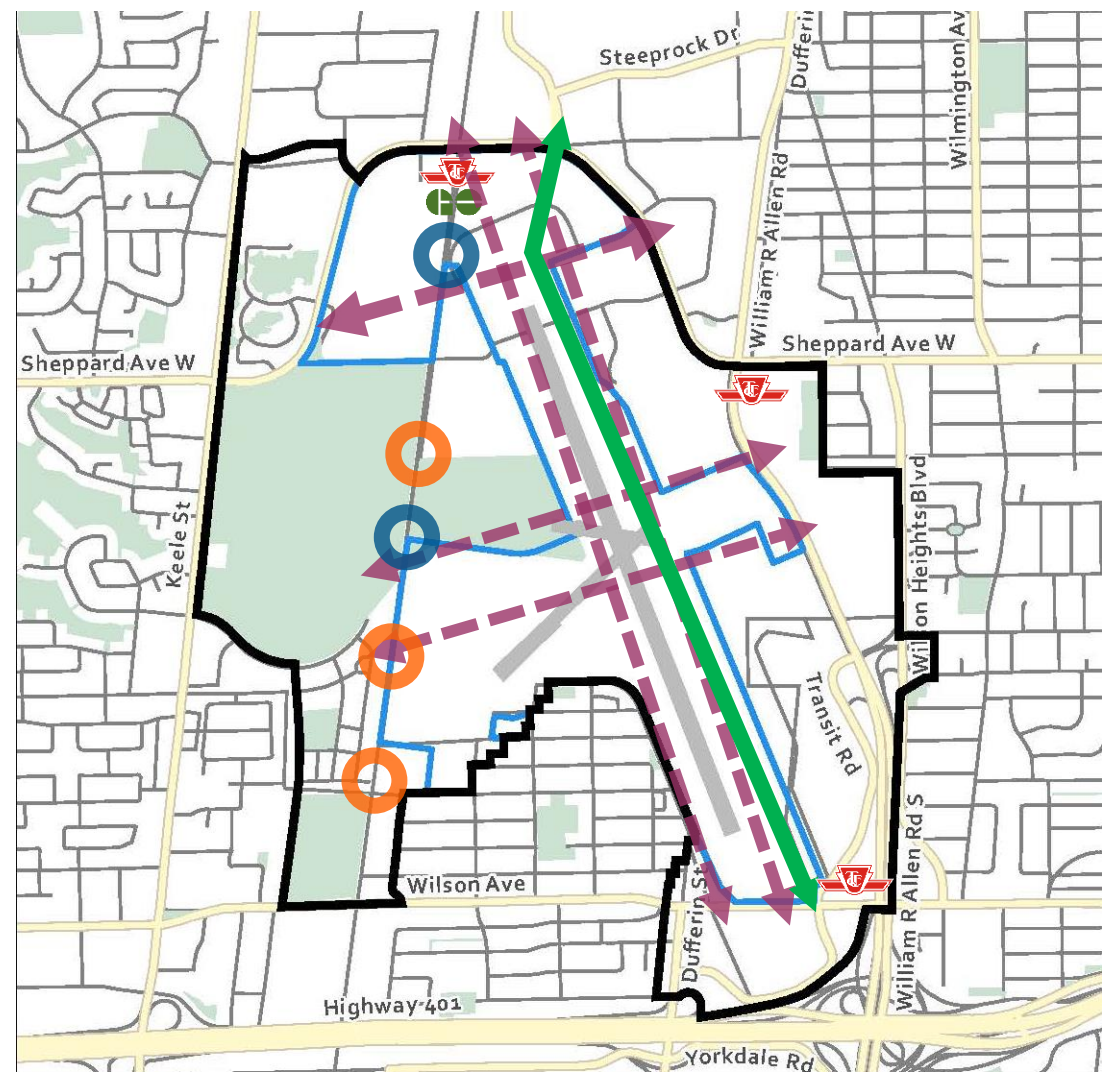 Steeprock Dr
Dufferin
Wilmington Av
William R Allen Rd
Sheppard Ave W
Sheppard Ave W
Keele St
Wilson Heights Blvd
Transit Rd
Wilson Ave
Dufferin St
William R Allen Rd S
Highway 401
Yorkdale Rd